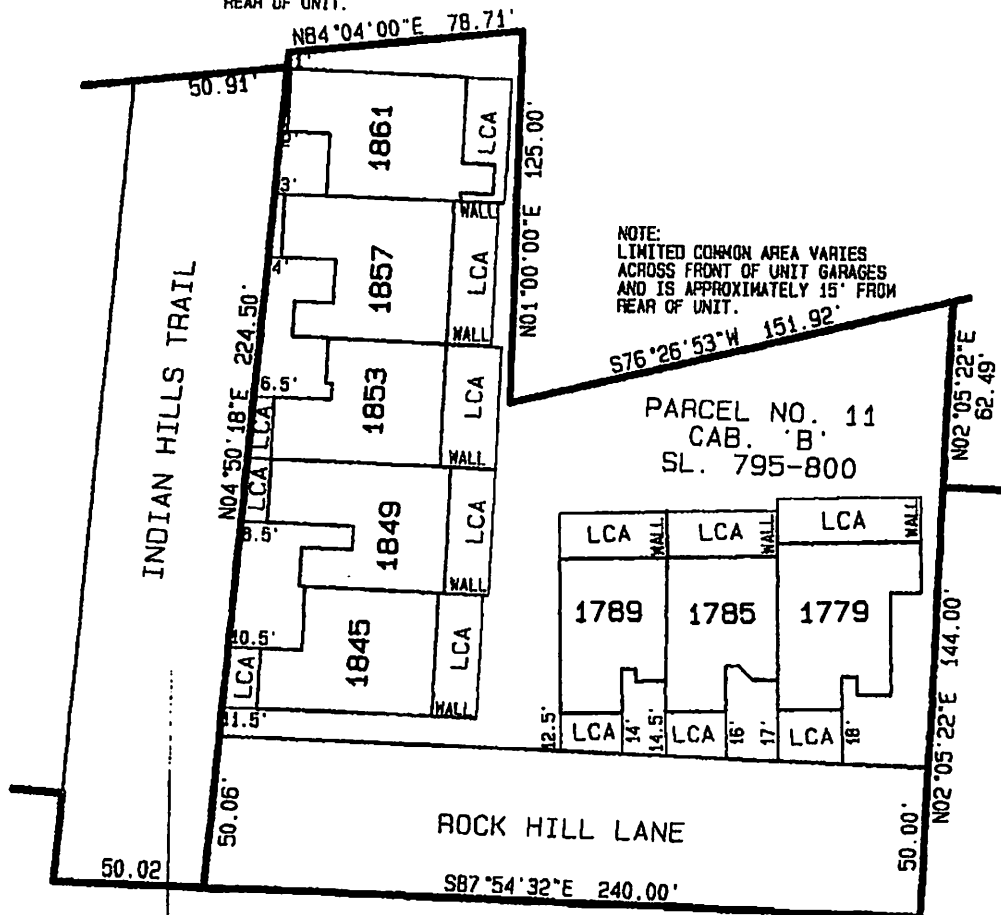 REAR OF UNIT.
N84°04'00"E 78.71'
50.91'
1'
2'
3'
4'
6.5'
8.5'
10.5'
11.5'
1861
LCA
WALL
1857
LCA
WALL
1853
LCA
LCA
WALL
1849
LCA
LCA
WALL
1845
LCA
LCA
WALL
INDIAN HILLS TRAIL
N04°50'18"E 224.50'
N01°00'00"E 125.00'
NOTE:
LIMITED COMMON AREA VARIES
ACROSS FRONT OF UNIT GARAGES
AND IS APPROXIMATELY 15' FROM
REAR OF UNIT.
S76°26'53"W 151.92'
N02°05'22"E
62.49'
PARCEL NO. 11
CAB. 'B'
SL. 795-800
LCA WALL LCA WALL LCA WALL
1789 1785 1779
12.5' LCA 14' 14.5' LCA 16' 17' LCA 18'
N02°05'22"E 144.00'
50.06'
ROCK HILL LANE
50.00'
50.02
S87°54'32"E 240.00'